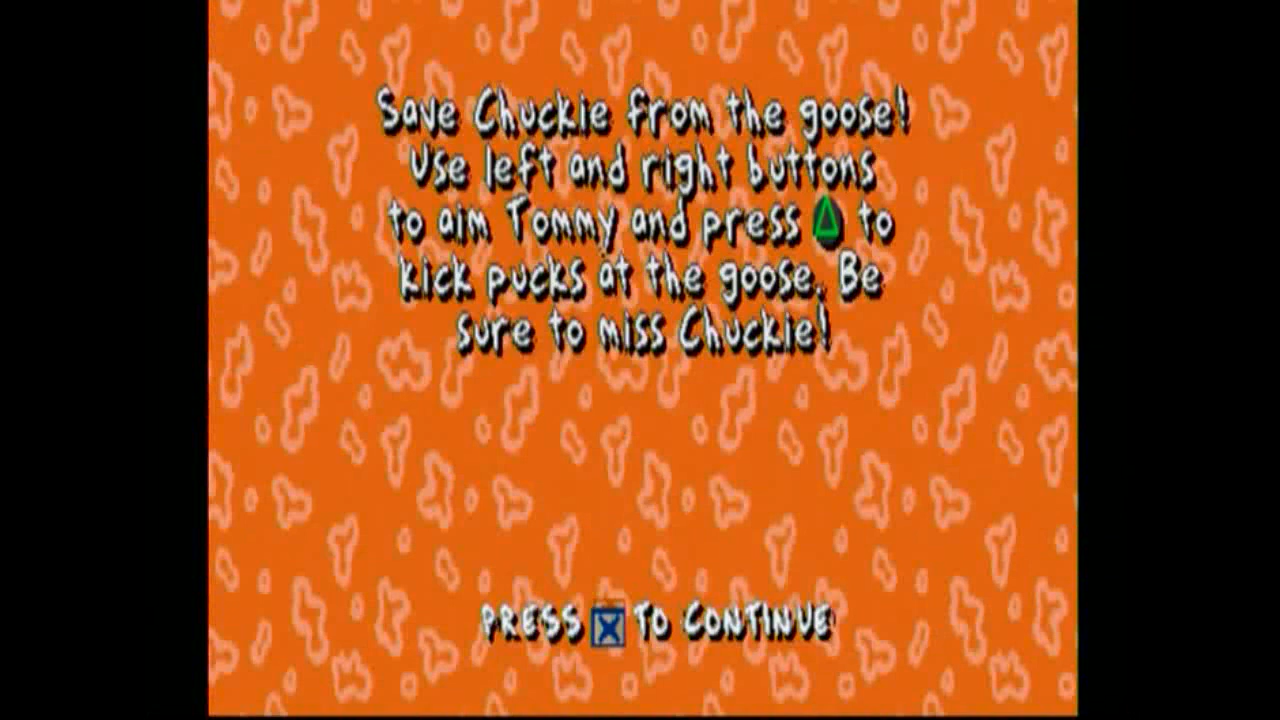 Save Chuckie from the goose!
Use left and right buttons
to aim Tommy and press to
kick pucks at the goose. Be
sure to miss Chuckie!
PRESS TO CONTINUE